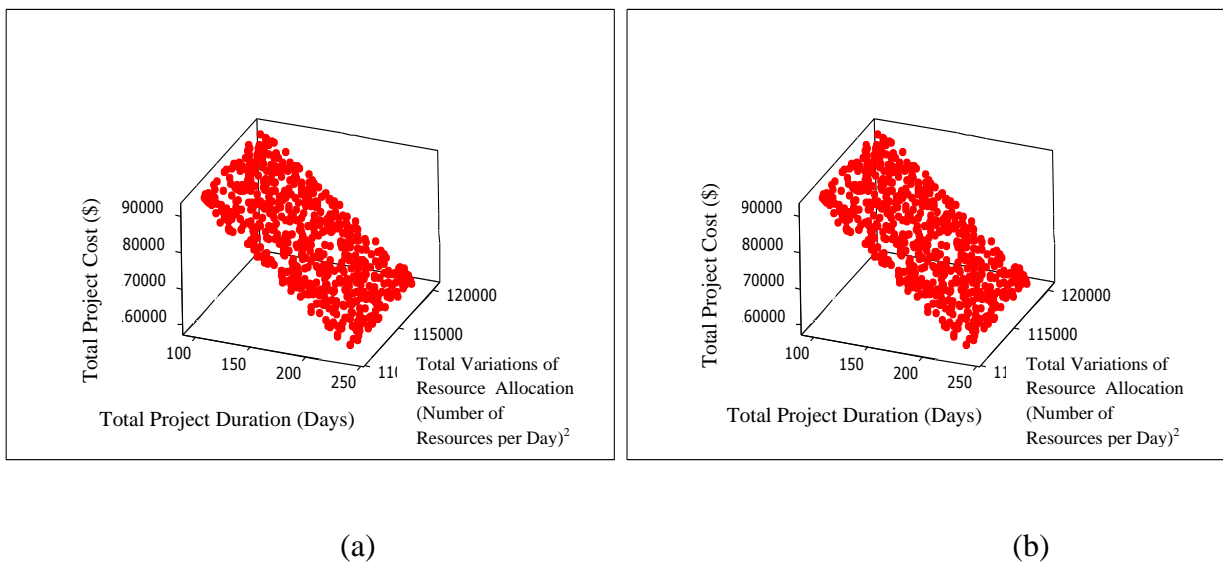 Total Project Cost ($)
90000
80000
70000
.60000
100
150
200
250
110
115000
120000
Total Project Duration (Days)
Total Variations of
Resource Allocation
(Number of
Resources per Day)²
(a)
Total Project Cost ($)
90000
80000
70000
.60000
100
150
200
250
11
115000
120000
Total Project Duration (Days)
Total Variations of
Resource Allocation
(Number of
Resources per Day)²
(b)